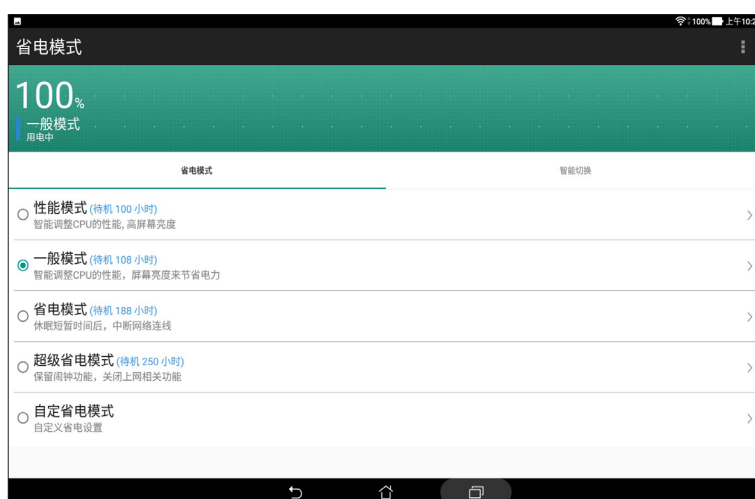 100% 上午10:2
省电模式
100%
一般模式
用电中
省电模式 智能切换
性能模式 (待机 100 小时)
智能调整CPU的性能, 高屏幕亮度
一般模式 (待机 108 小时)
智能调整CPU的性能，屏幕亮度来节省电力
省电模式 (待机 188 小时)
休眠短暂时间后，中断网络连线
超级省电模式 (待机 250 小时)
保留闹钟功能，关闭上网相关功能
自定省电模式
自定义省电设置